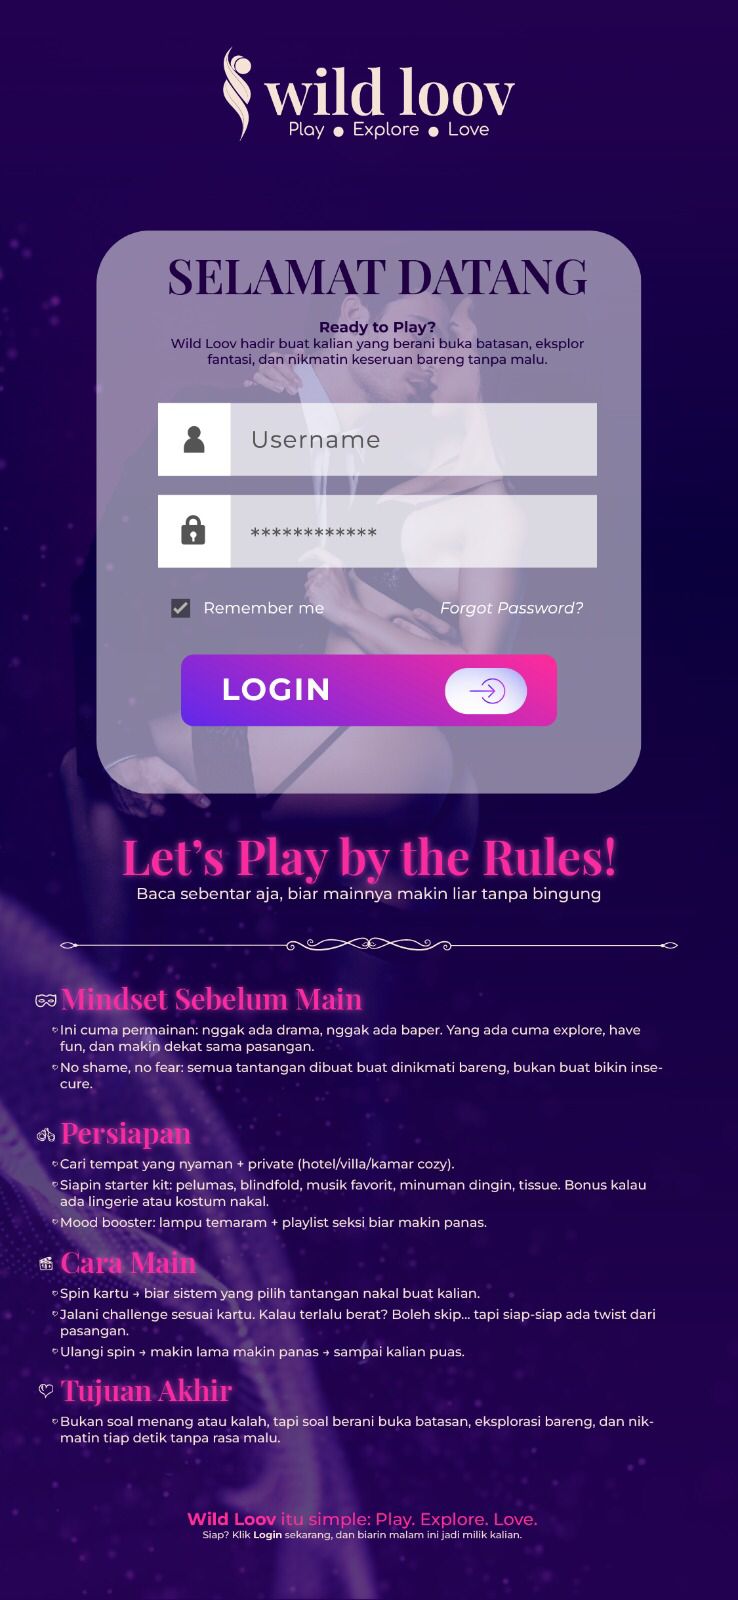 wild loov
Play • Explore • Love
SELAMAT DATANG
Ready to Play?
Wild Loov hadir buat kalian yang berani buka batasan, eksplor
fantasi, dan nikmatin keseruan bareng tanpa malu.
Username
************
Remember me
Forgot Password?
LOGIN
Let's Play by the Rules!
Baca sebentar aja, biar mainnya makin liar tanpa bingung
Mindset Sebelum Main
Ini cuma permainan: nggak ada drama, nggak ada baper. Yang ada cuma explore, have
fun, dan makin dekat sama pasangan.
No shame, no fear: semua tantangan dibuat buat dinikmati bareng, bukan buat bikin inse-
cure.
Persiapan
Cari tempat yang nyaman + private (hotel/villa/kamar cozy).
Siapin starter kit: pelumas, blindfold, musik favorit, minuman dingin, tissue. Bonus kalau
ada lingerie atau kostum nakal.
Mood booster: lampu temaram + playlist seksi biar makin panas.
Cara Main
Spin kartu → biar sistem yang pilih tantangan nakal buat kalian.
Jalani challenge sesuai kartu. Kalau terlalu berat? Boleh skip... tapi siap-siap ada twist dari
pasangan.
Ulangi spin → makin lama makin panas → sampai kalian puas.
Tujuan Akhir
Bukan soal menang atau kalah, tapi soal berani buka batasan, eksplorasi bareng, dan nik-
matin tiap detik tanpa rasa malu.
Wild Loov itu simple: Play. Explore. Love.
Siap? Klik Login sekarang, dan biarin malam ini jadi milik kalian.